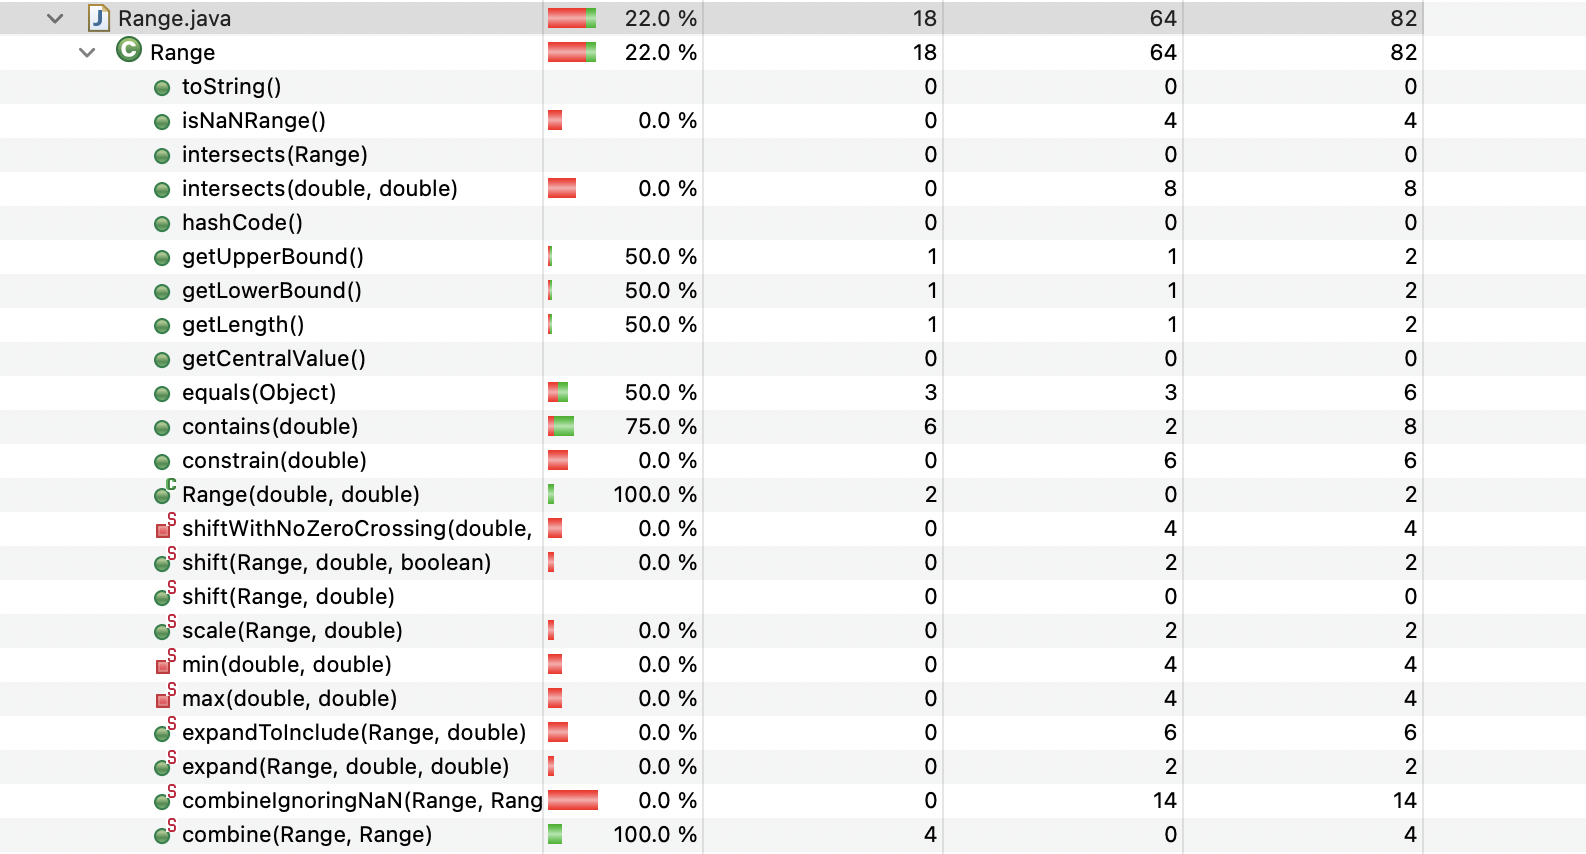 Range.java 22.0 % 18 64 82
Range 22.0 % 18 64 82
toString() 0 0 0
isNaNRange() 0.0 % 0 4 4
intersects(Range) 0 0 0
intersects(double, double) 0.0 % 0 8 8
hashCode() 0 0 0
getUpperBound() 50.0 % 1 1 2
getLowerBound() 50.0 % 1 1 2
getLength() 50.0 % 1 1 2
getCentralValue() 0 0 0
equals(Object) 50.0 % 3 3 6
contains(double) 75.0 % 6 2 8
constrain(double) 0.0 % 0 6 6
Range(double, double) 100.0 % 2 0 2
shiftWithNoZeroCrossing(double, 0.0 % 0 4 4
shift(Range, double, boolean) 0.0 % 0 2 2
shift(Range, double) 0 0 0
scale(Range, double) 0.0 % 0 2 2
min(double, double) 0.0 % 0 4 4
max(double, double) 0.0 % 0 4 4
expandToInclude(Range, double) 0.0 % 0 6 6
expand(Range, double, double) 0.0 % 0 2 2
combineIgnoringNaN(Range, Rang 0.0 % 0 14 14
combine(Range, Range) 100.0 % 4 0 4